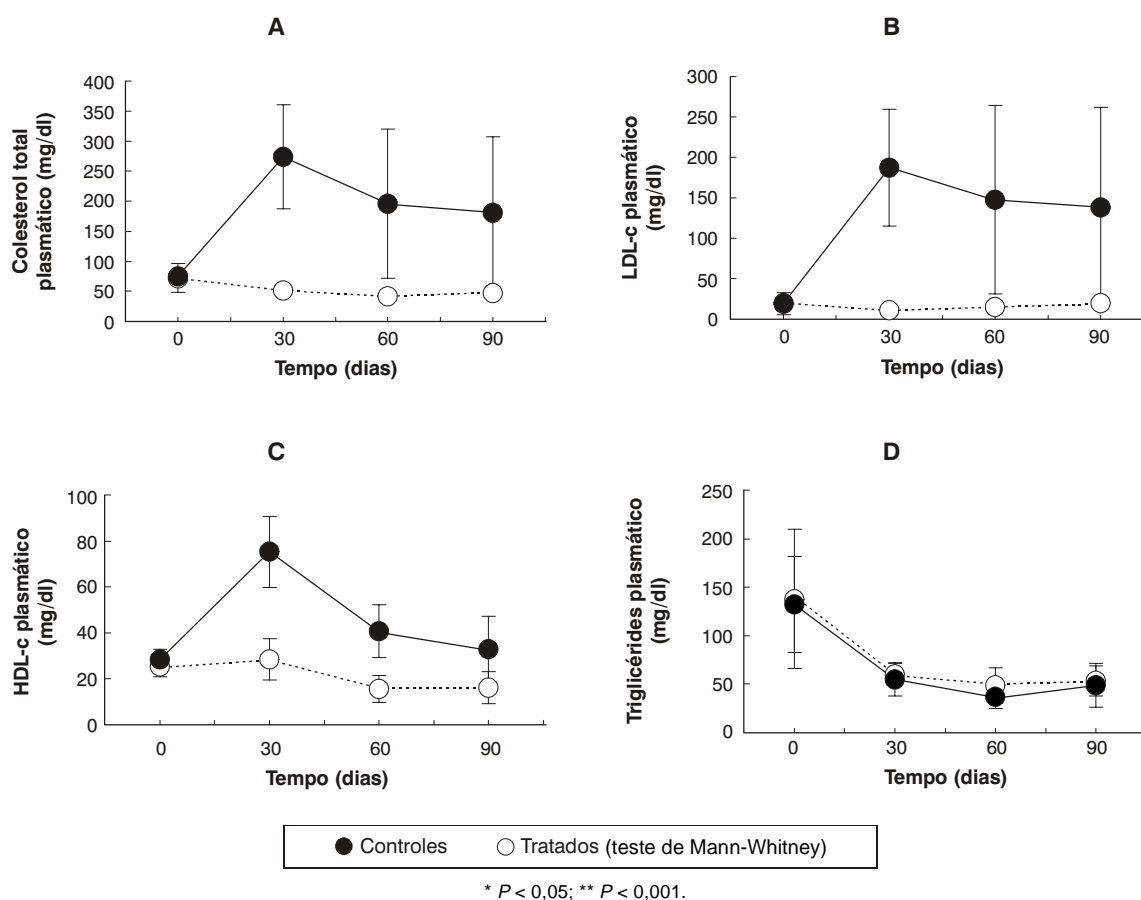 A
Colesterol total
plasmático (mg/dl)
400
350
300
250
200
150
100
50
0
0 30 60 90
Tempo (dias)
B
LDL-c plasmático
(mg/dl)
300
250
200
150
100
50
0
0 30 60 90
Tempo (dias)
C
HDL-c plasmático
(mg/dl)
100
80
60
40
20
0
0 30 60 90
Tempo (dias)
D
Triglicérides plasmático
(mg/dl)
250
200
150
100
50
0
0 30 60 90
Tempo (dias)
Controles Tratados (teste de Mann-Whitney)
* P < 0,05; ** P < 0,001.